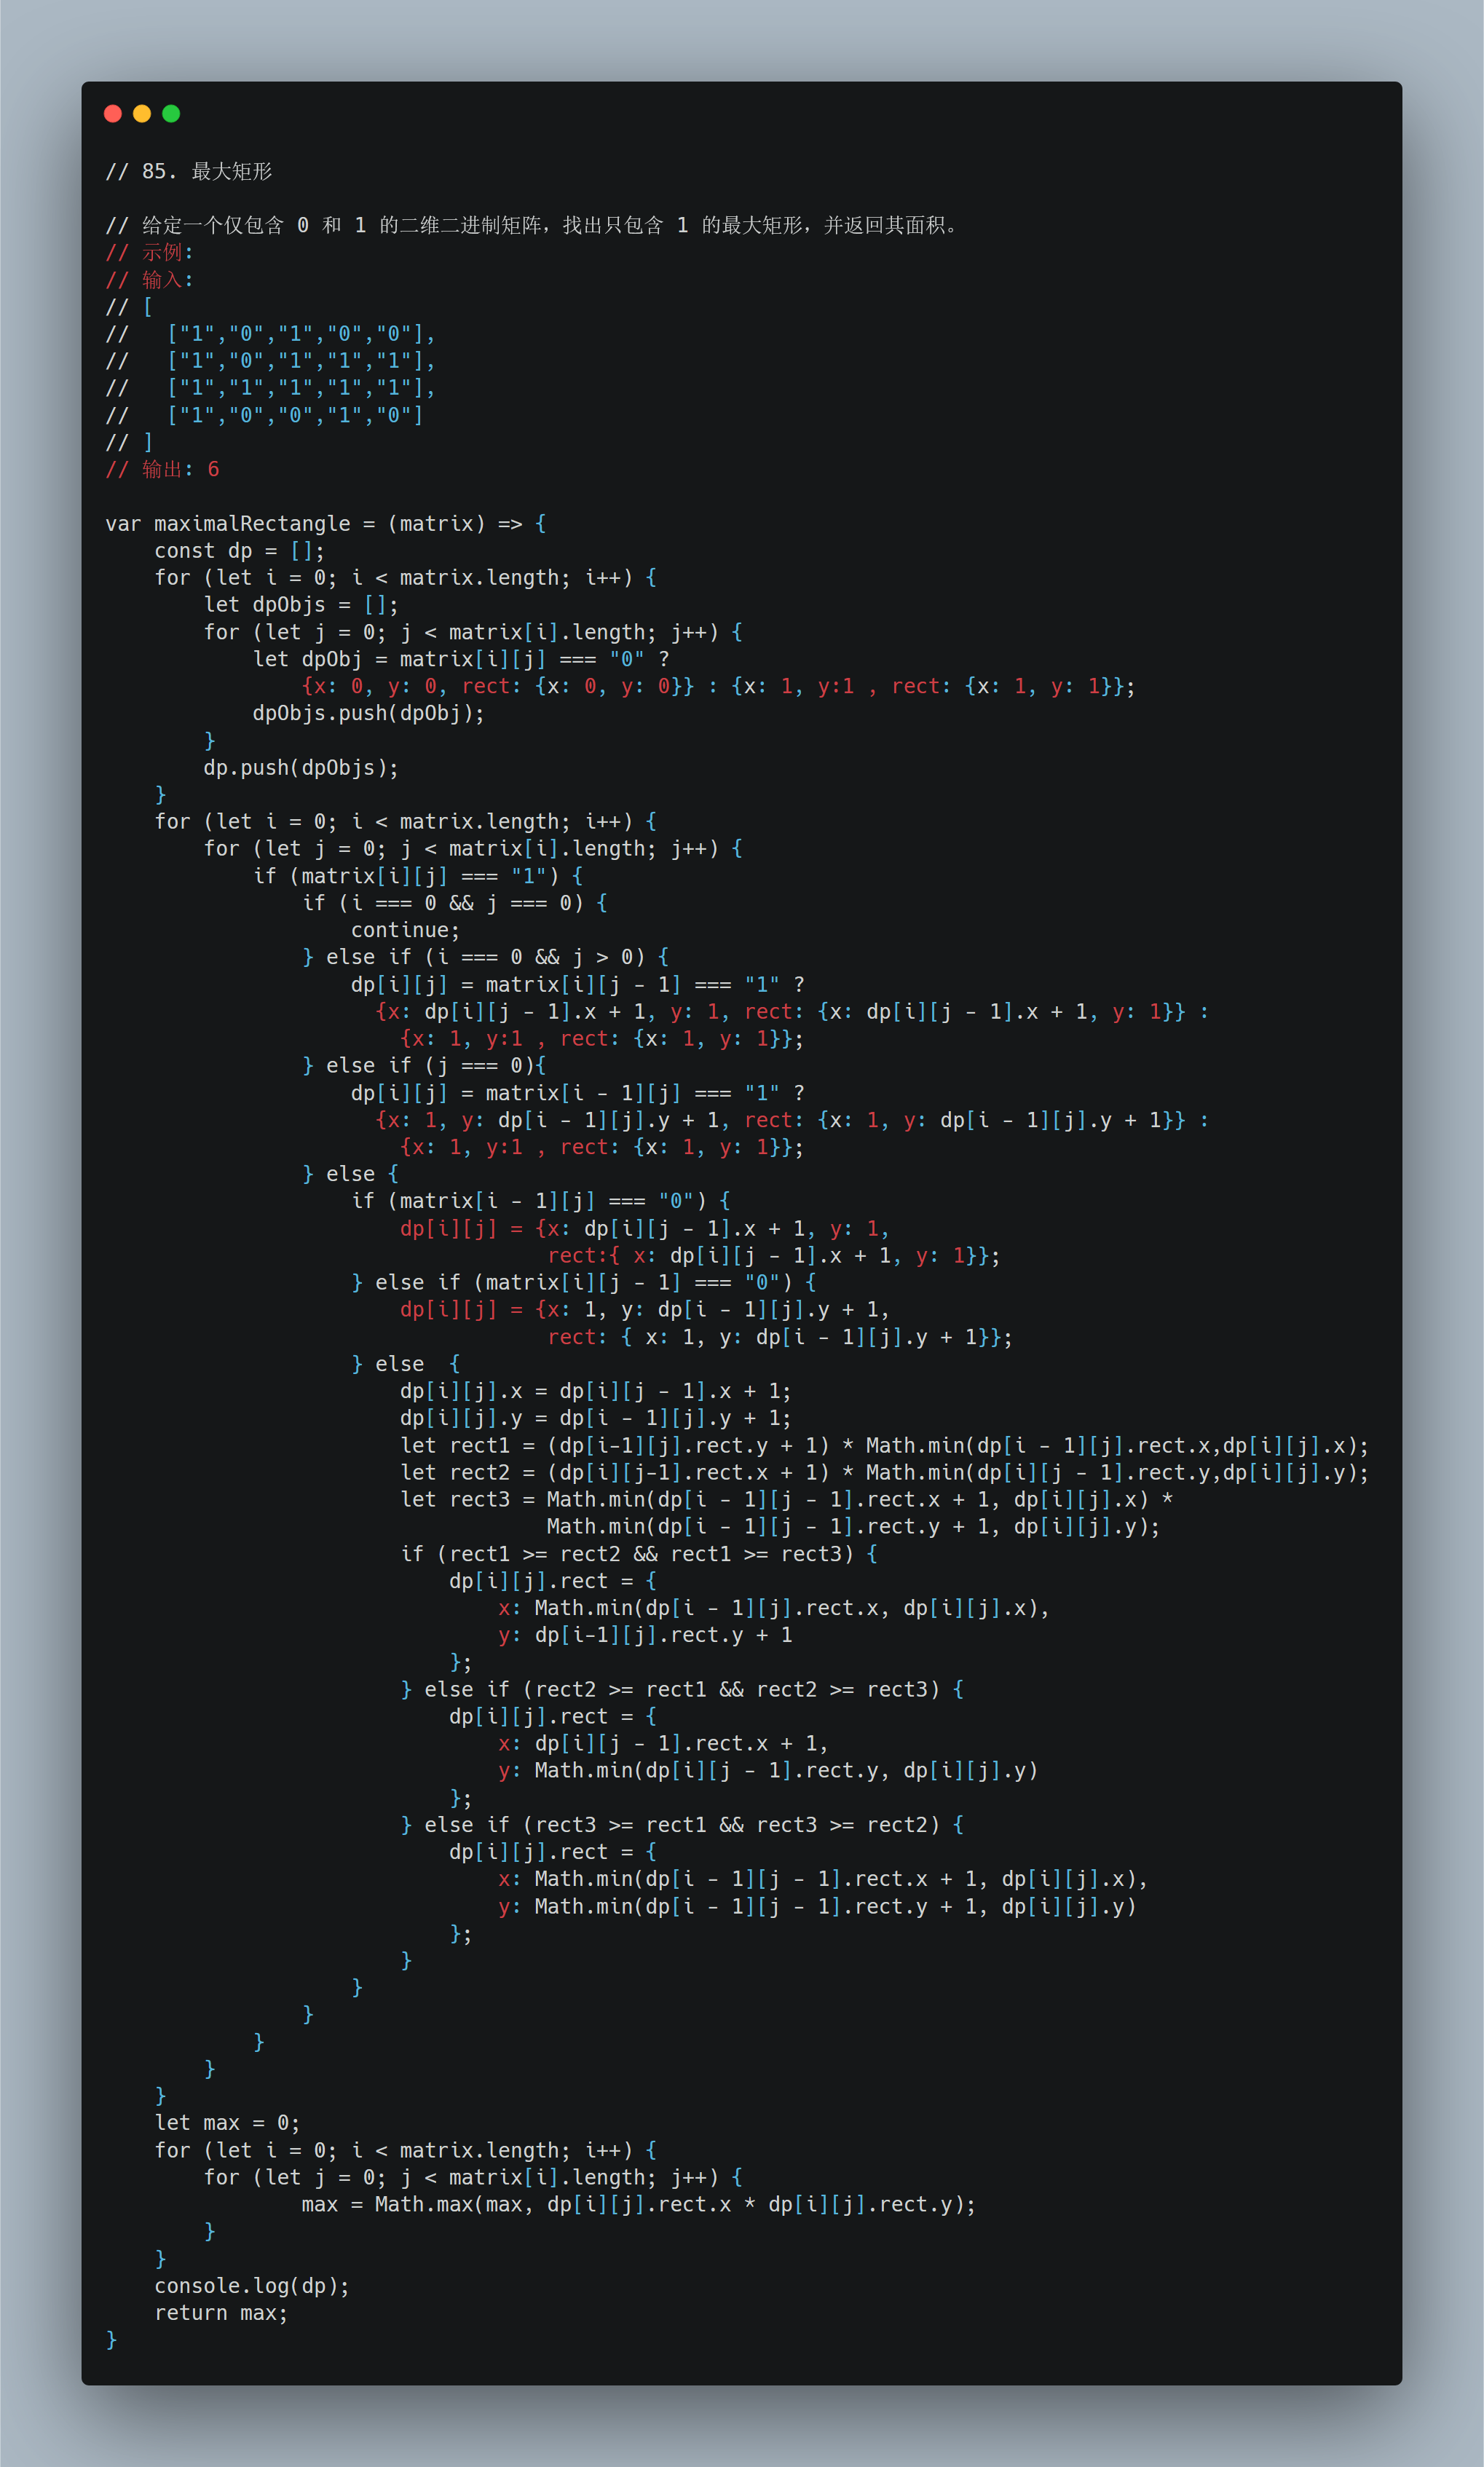 // 85. 最大矩形

// 给定一个仅包含 0 和 1 的二维二进制矩阵，找出只包含 1 的最大矩形，并返回其面积。
// 示例:
// 输入:
// [
//   ["1","0","1","0","0"],
//   ["1","0","1","1","1"],
//   ["1","1","1","1","1"],
//   ["1","0","0","1","0"]
// ]
// 输出: 6

var maximalRectangle = (matrix) => {
    const dp = [];
    for (let i = 0; i < matrix.length; i++) {
        let dpObjs = [];
        for (let j = 0; j < matrix[i].length; j++) {
            let dpObj = matrix[i][j] === "0" ?
                {x: 0, y: 0, rect: {x: 0, y: 0}} : {x: 1, y:1 , rect: {x: 1, y: 1}};
            dpObjs.push(dpObj);
        }
        dp.push(dpObjs);
    }
    for (let i = 0; i < matrix.length; i++) {
        for (let j = 0; j < matrix[i].length; j++) {
            if (matrix[i][j] === "1") {
                if (i === 0 && j === 0) {
                    continue;
                } else if (i === 0 && j > 0) {
                    dp[i][j] = matrix[i][j - 1] === "1" ?
                      {x: dp[i][j - 1].x + 1, y: 1, rect: {x: dp[i][j - 1].x + 1, y: 1}} :
                        {x: 1, y:1 , rect: {x: 1, y: 1}};
                } else if (j === 0){
                    dp[i][j] = matrix[i - 1][j] === "1" ?
                      {x: 1, y: dp[i - 1][j].y + 1, rect: {x: 1, y: dp[i - 1][j].y + 1}} :
                        {x: 1, y:1 , rect: {x: 1, y: 1}};
                } else {
                    if (matrix[i - 1][j] === "0") {
                        dp[i][j] = {x: dp[i][j - 1].x + 1, y: 1,
                                    rect:{ x: dp[i][j - 1].x + 1, y: 1}};
                    } else if (matrix[i][j - 1] === "0") {
                        dp[i][j] = {x: 1, y: dp[i - 1][j].y + 1,
                                    rect: { x: 1, y: dp[i - 1][j].y + 1}};
                    } else  {
                        dp[i][j].x = dp[i][j - 1].x + 1;
                        dp[i][j].y = dp[i - 1][j].y + 1;
                        let rect1 = (dp[i-1][j].rect.y + 1) * Math.min(dp[i - 1][j].rect.x,dp[i][j].x);
                        let rect2 = (dp[i][j-1].rect.x + 1) * Math.min(dp[i][j - 1].rect.y,dp[i][j].y);
                        let rect3 = Math.min(dp[i - 1][j - 1].rect.x + 1, dp[i][j].x) *
                                    Math.min(dp[i - 1][j - 1].rect.y + 1, dp[i][j].y);
                        if (rect1 >= rect2 && rect1 >= rect3) {
                            dp[i][j].rect = {
                                x: Math.min(dp[i - 1][j].rect.x, dp[i][j].x),
                                y: dp[i-1][j].rect.y + 1
                            };
                        } else if (rect2 >= rect1 && rect2 >= rect3) {
                            dp[i][j].rect = {
                                x: dp[i][j - 1].rect.x + 1,
                                y: Math.min(dp[i][j - 1].rect.y, dp[i][j].y)
                            };
                        } else if (rect3 >= rect1 && rect3 >= rect2) {
                            dp[i][j].rect = {
                                x: Math.min(dp[i - 1][j - 1].rect.x + 1, dp[i][j].x),
                                y: Math.min(dp[i - 1][j - 1].rect.y + 1, dp[i][j].y)
                            };
                        }
                    }
                }
            }
        }
    }
    let max = 0;
    for (let i = 0; i < matrix.length; i++) {
        for (let j = 0; j < matrix[i].length; j++) {
                max = Math.max(max, dp[i][j].rect.x * dp[i][j].rect.y);
        }
    }
    console.log(dp);
    return max;
}